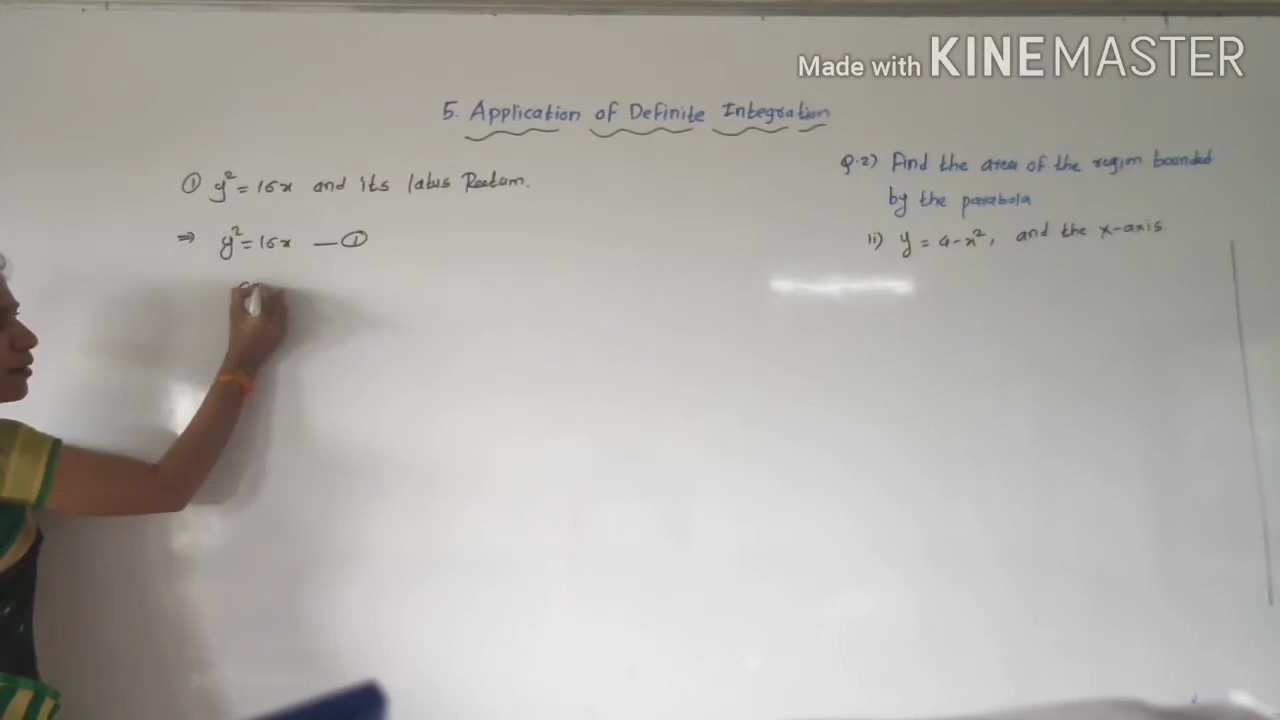 Made with KINEMASTER
5. Application of Definite Integration
① y² = 16x and its latus Rectum.
⇒ y² = 16x — ①
Q.2) Find the area of the region bounded
by the parabola
ii) y = 4-x², and the x-axis.